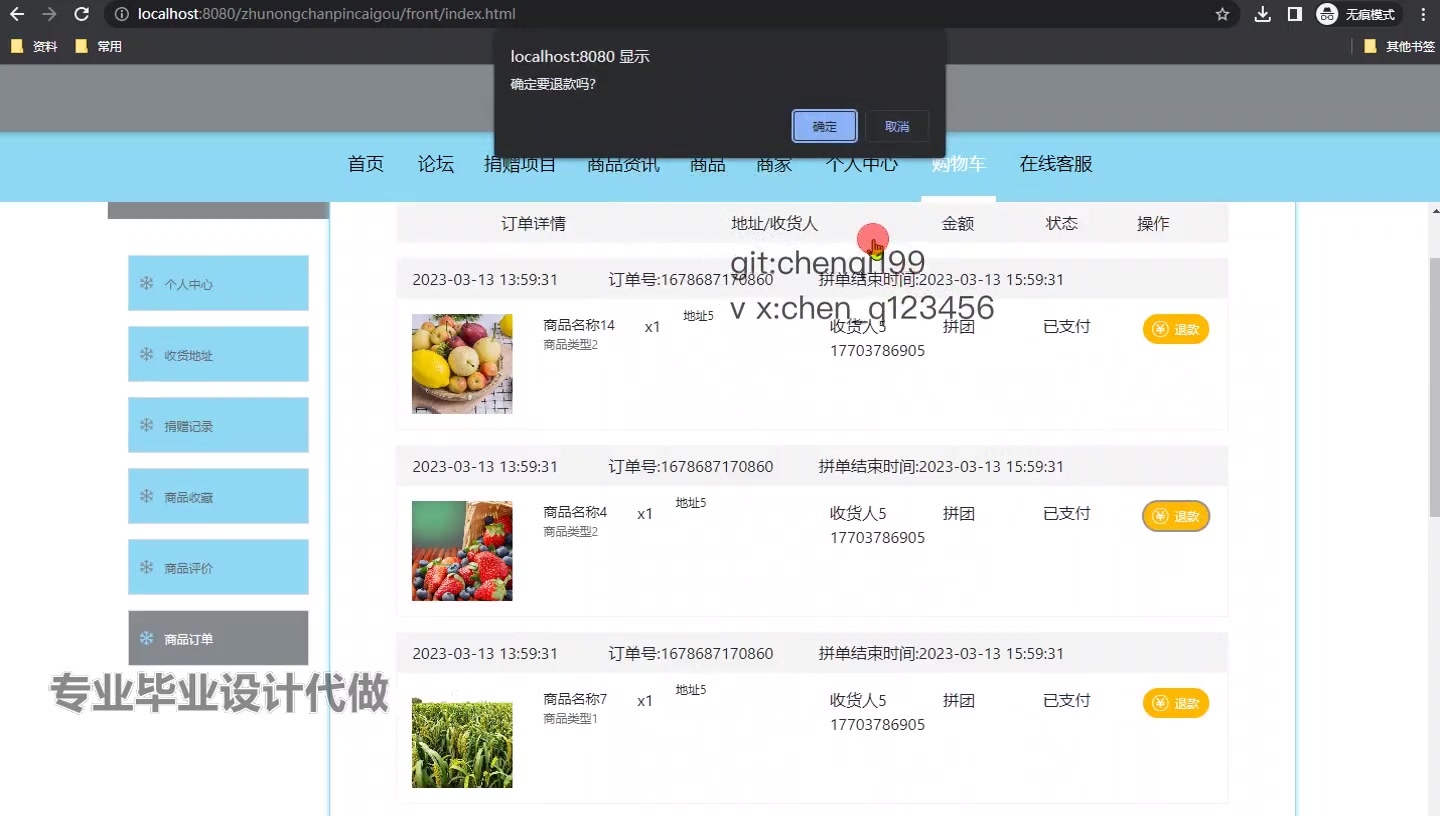 localhost:8080/zhunongchanpincaigou/front/index.html
无痕模式
资料 常用 其他书签
localhost:8080 显示
确定要退款吗?
确定 取消
首页 论坛 捐赠项目 商品资讯 商品 商家 个人中心 购物车 在线客服
订单详情 地址/收货人 金额 状态 操作
git:chenqi199
v x:chen_q123456
个人中心
收货地址
捐赠记录
商品收藏
商品评价
商品订单
2023-03-13 13:59:31 订单号:1678687170860 拼单结束时间:2023-03-13 15:59:31
商品名称14 x1 地址5 收货人5 拼团 已支付 退款
商品类型2 17703786905
2023-03-13 13:59:31 订单号:1678687170860 拼单结束时间:2023-03-13 15:59:31
商品名称4 x1 地址5 收货人5 拼团 已支付 退款
商品类型2 17703786905
2023-03-13 13:59:31 订单号:1678687170860 拼单结束时间:2023-03-13 15:59:31
商品名称7 x1 地址5 收货人5 拼团 已支付 退款
商品类型1 17703786905
专业毕业设计代做